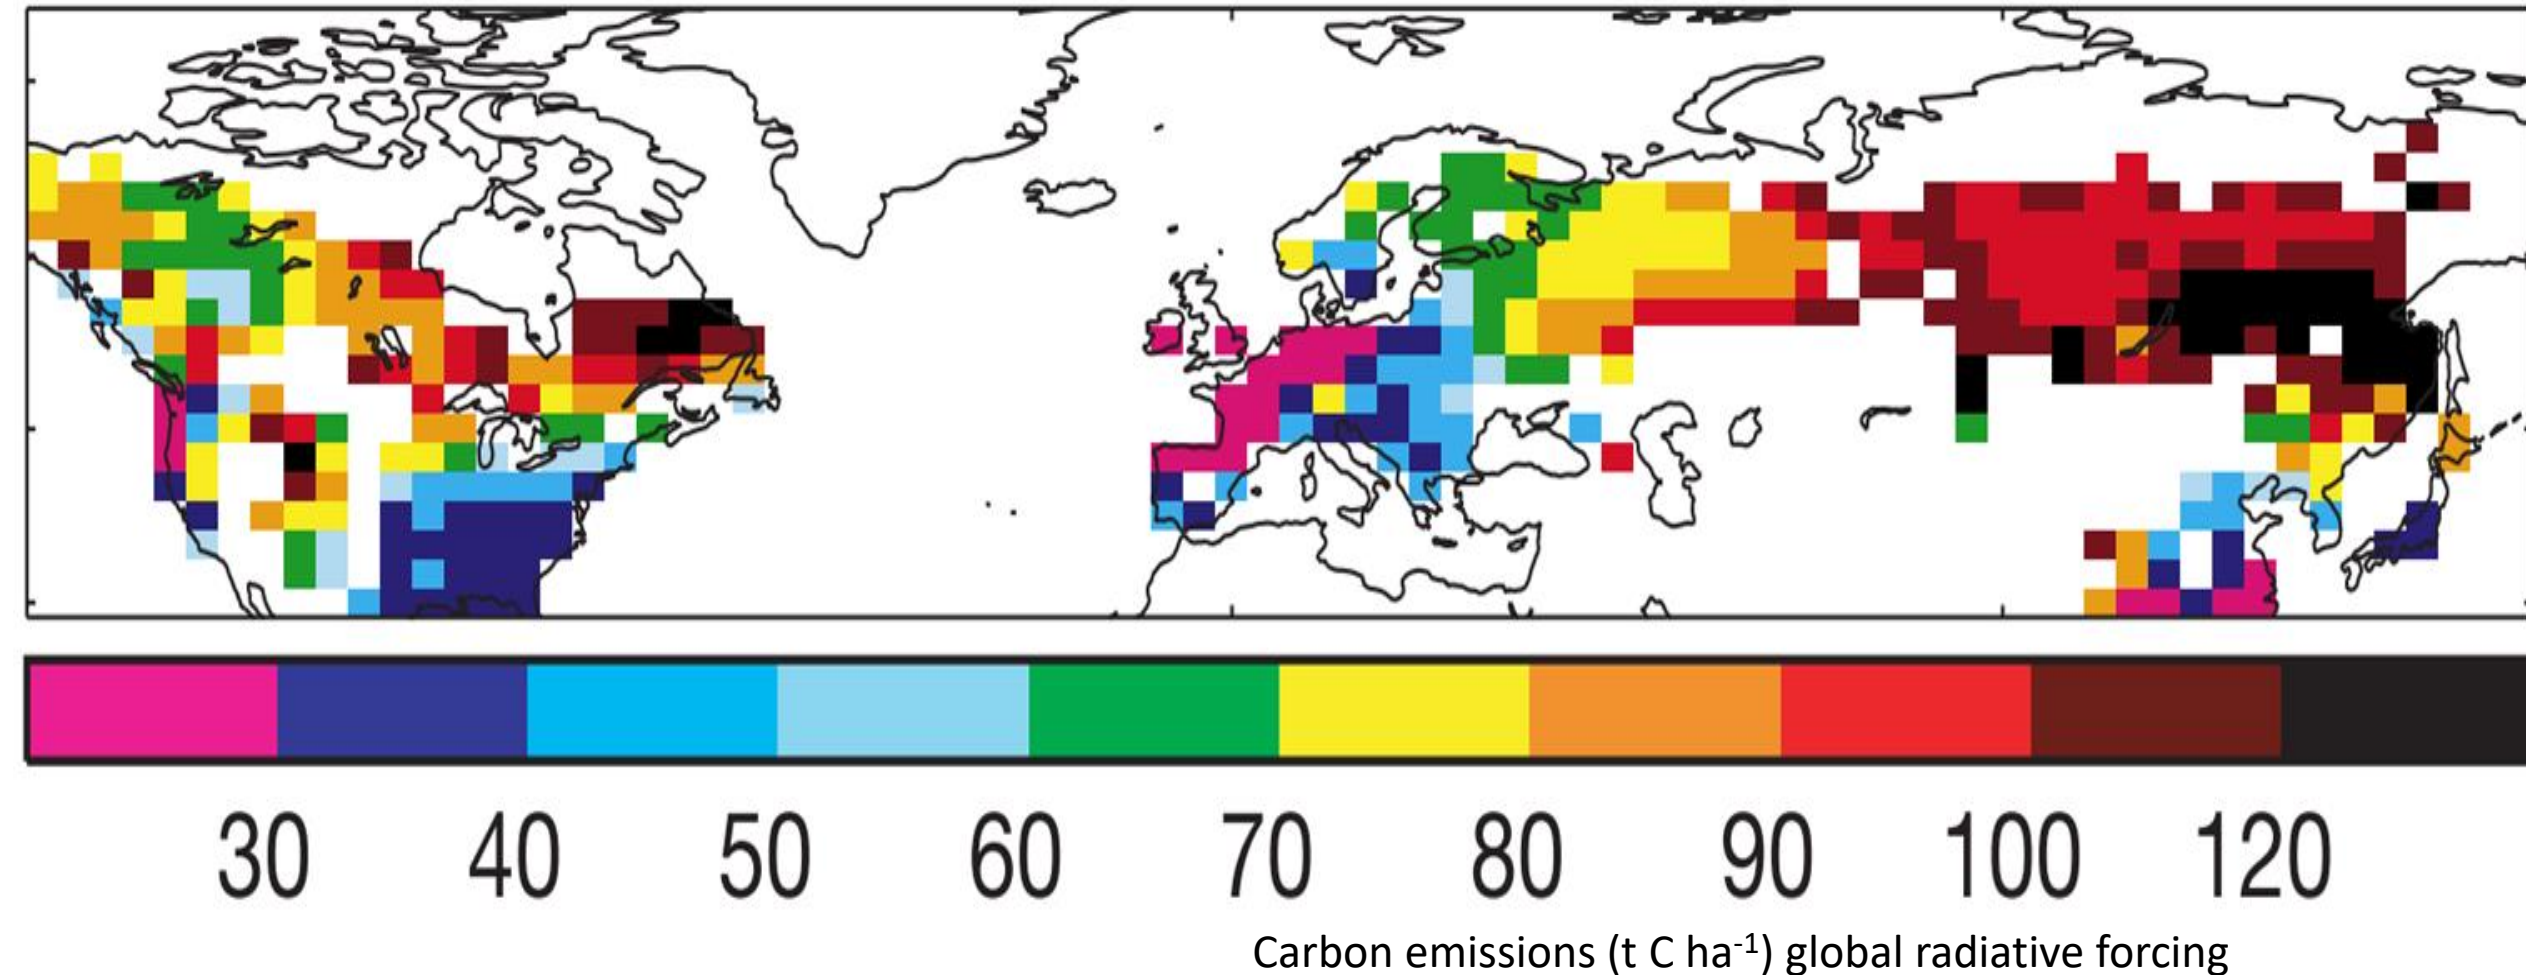 30 40 50 60 70 80 90 100 120
Carbon emissions (t C ha⁻¹) global radiative forcing